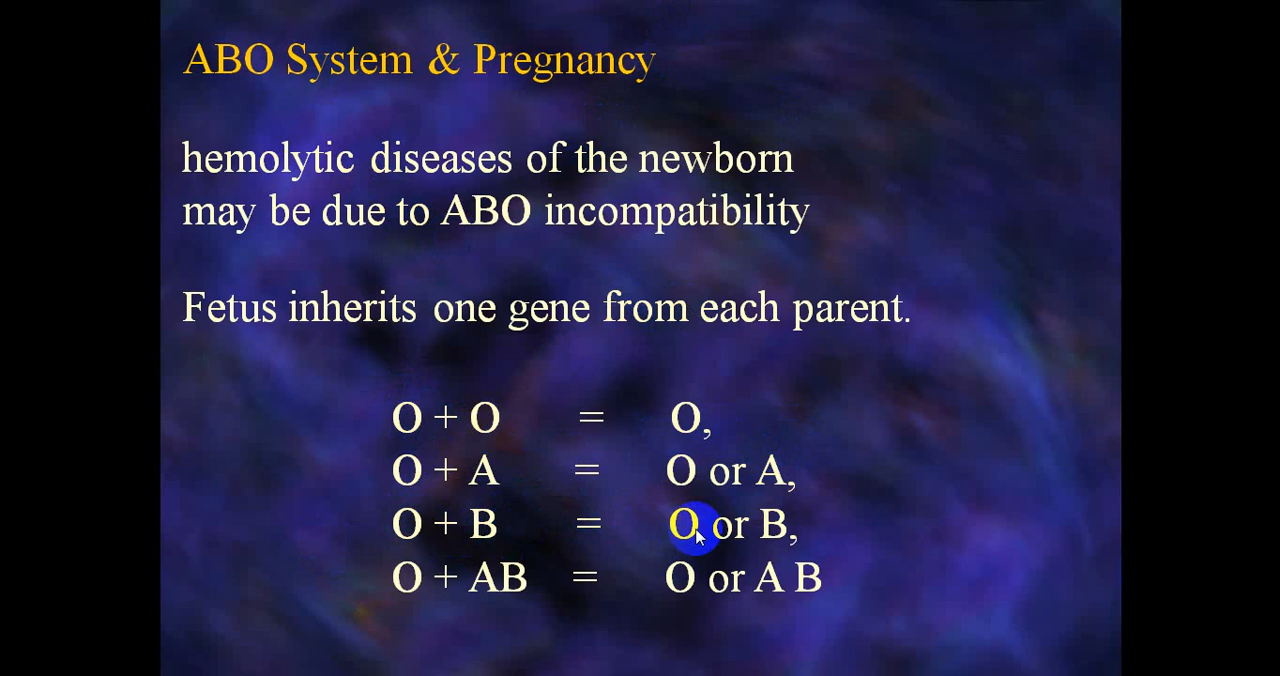 ABO System & Pregnancy
hemolytic diseases of the newborn
may be due to ABO incompatibility
Fetus inherits one gene from each parent.
O + O = O,
O + A = O or A,
O + B = O or B,
O + AB = O or A B